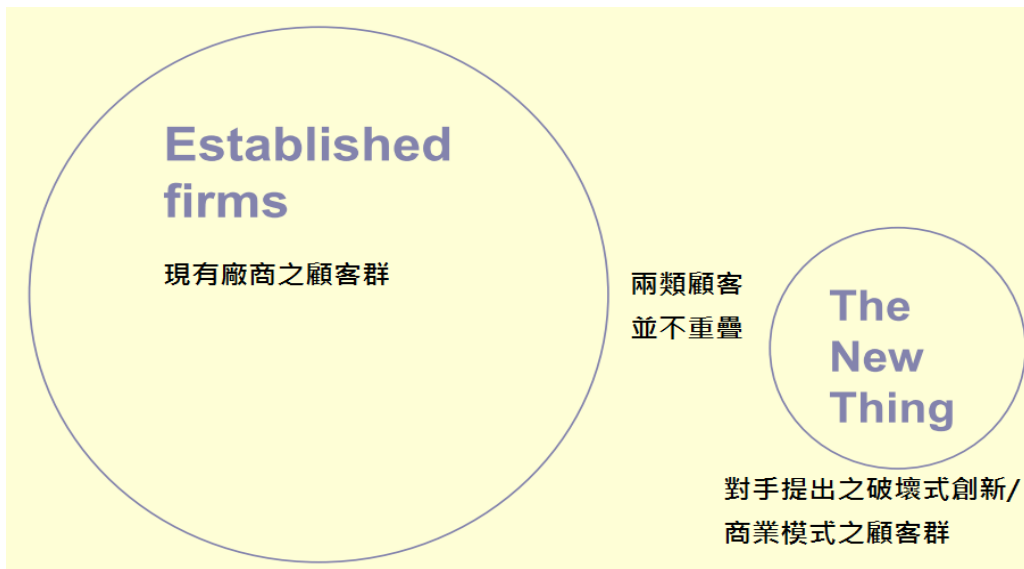 Established
firms
現有廠商之顧客群
兩類顧客
並不重疊
The
New
Thing
對手提出之破壞式創新/
商業模式之顧客群